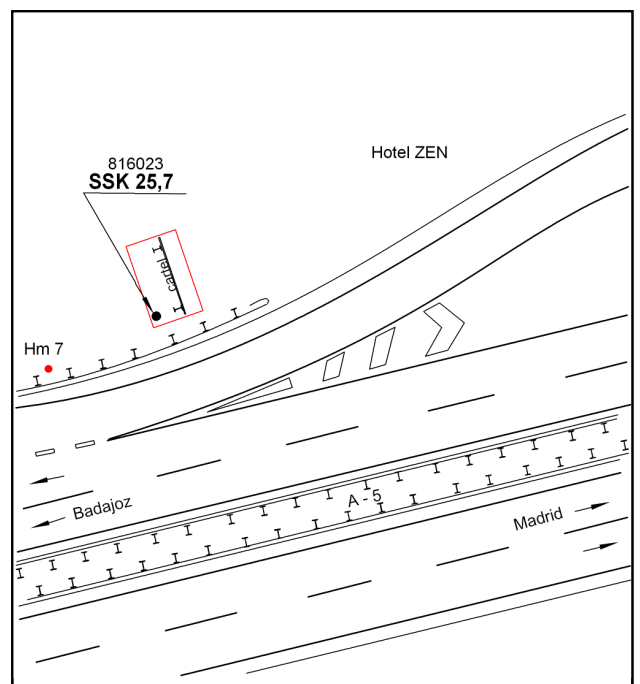 Hotel ZEN
816023
SSK 25,7
cartel
Hm 7
A - 5
Badajoz
Madrid